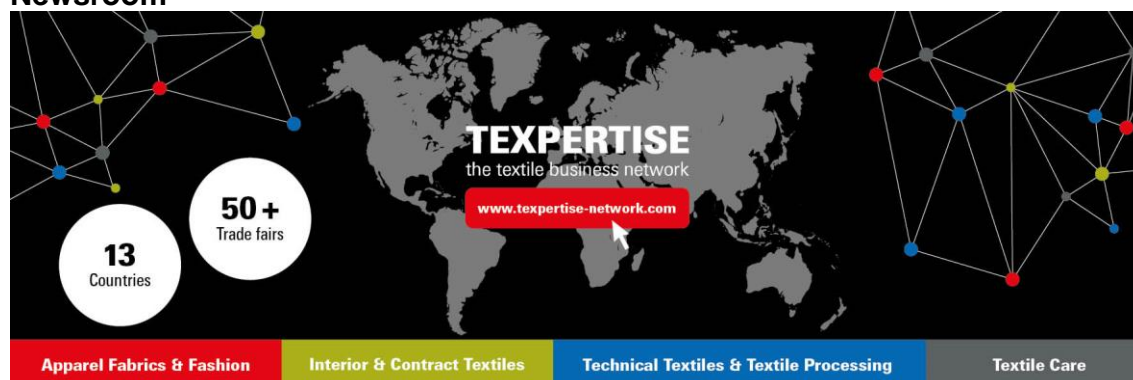 Newsroom
TEXPERTISE
the textile business network
www.texpertise-network.com
50 +
Trade fairs
13
Countries
Apparel Fabrics & Fashion
Interior & Contract Textiles
Technical Textiles & Textile Processing
Textile Care